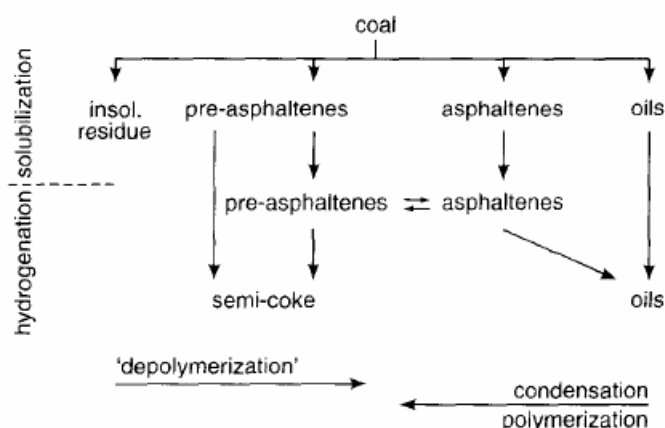 coal
insol.
residue
pre-asphaltenes
asphaltenes
oils
solubilization
hydrogenation
pre-asphaltenes
asphaltenes
semi-coke
oils
'depolymerization'
condensation
polymerization